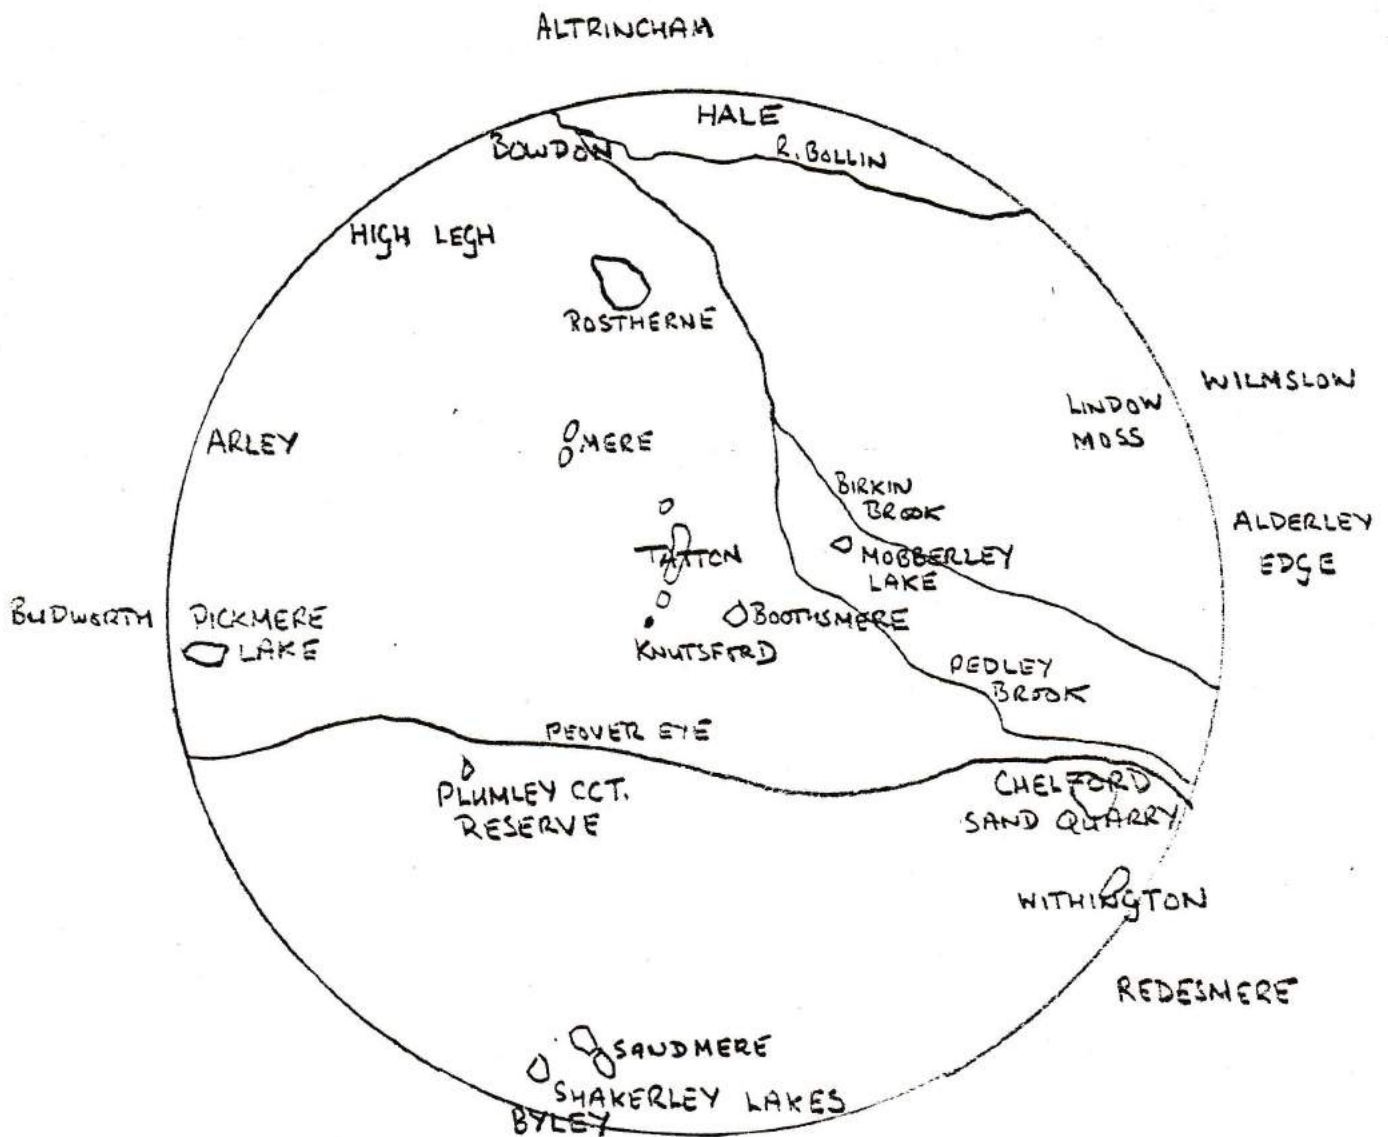 ALTRINCHAM
HALE
BOWDON
R. BOLLIN
HIGH LEGH
ROSTHERNE
WILMSLOW
LINDOW
MOSS
ARLEY
MERE
BIRKIN
BROOK
ALDERLEY
EDGE
TATTON
MOBBERLEY
LAKE
BUDWORTH
PICKMERE
LAKE
BOOTHSMERE
KNUTSFORD
PEDLEY
BROOK
PEOVER EYE
PLUMLEY CCT.
RESERVE
CHELFORD
SAND QUARRY
WITHINGTON
REDESMERE
SANDMERE
SHAKERLEY LAKES
BYLEY